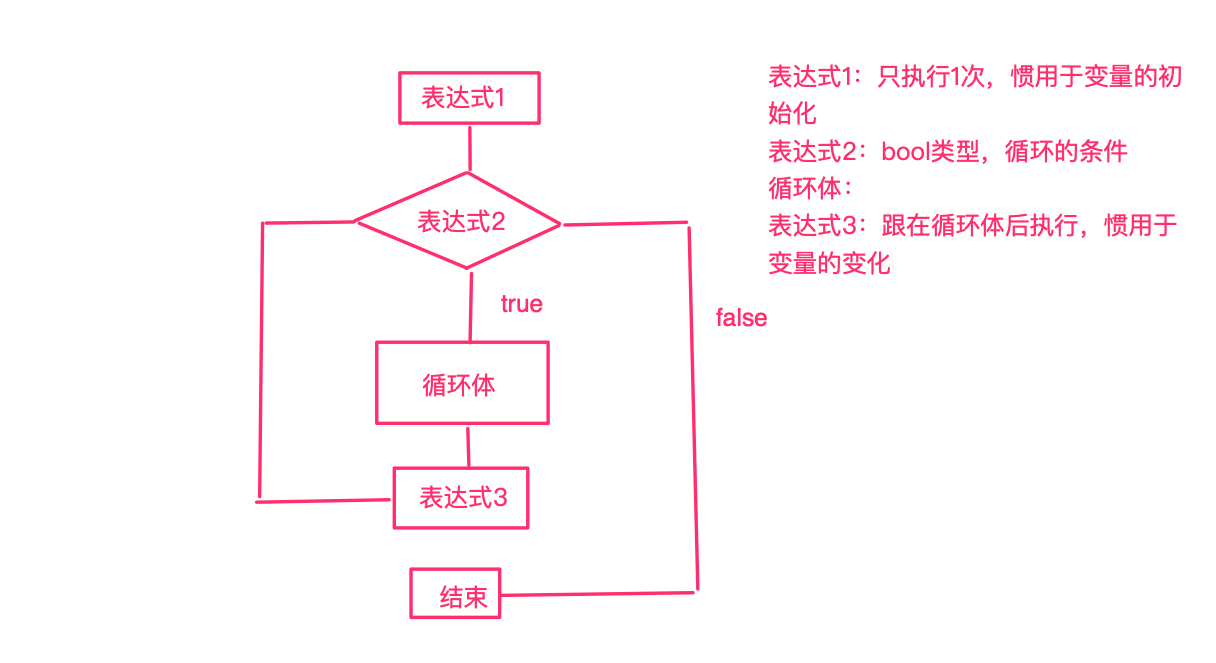 表达式1
表达式1：只执行1次，惯用于变量的初
始化
表达式2：bool类型，循环的条件
循环体：
表达式3：跟在循环体后执行，惯用于
变量的变化
表达式2
true
false
循环体
表达式3
结束